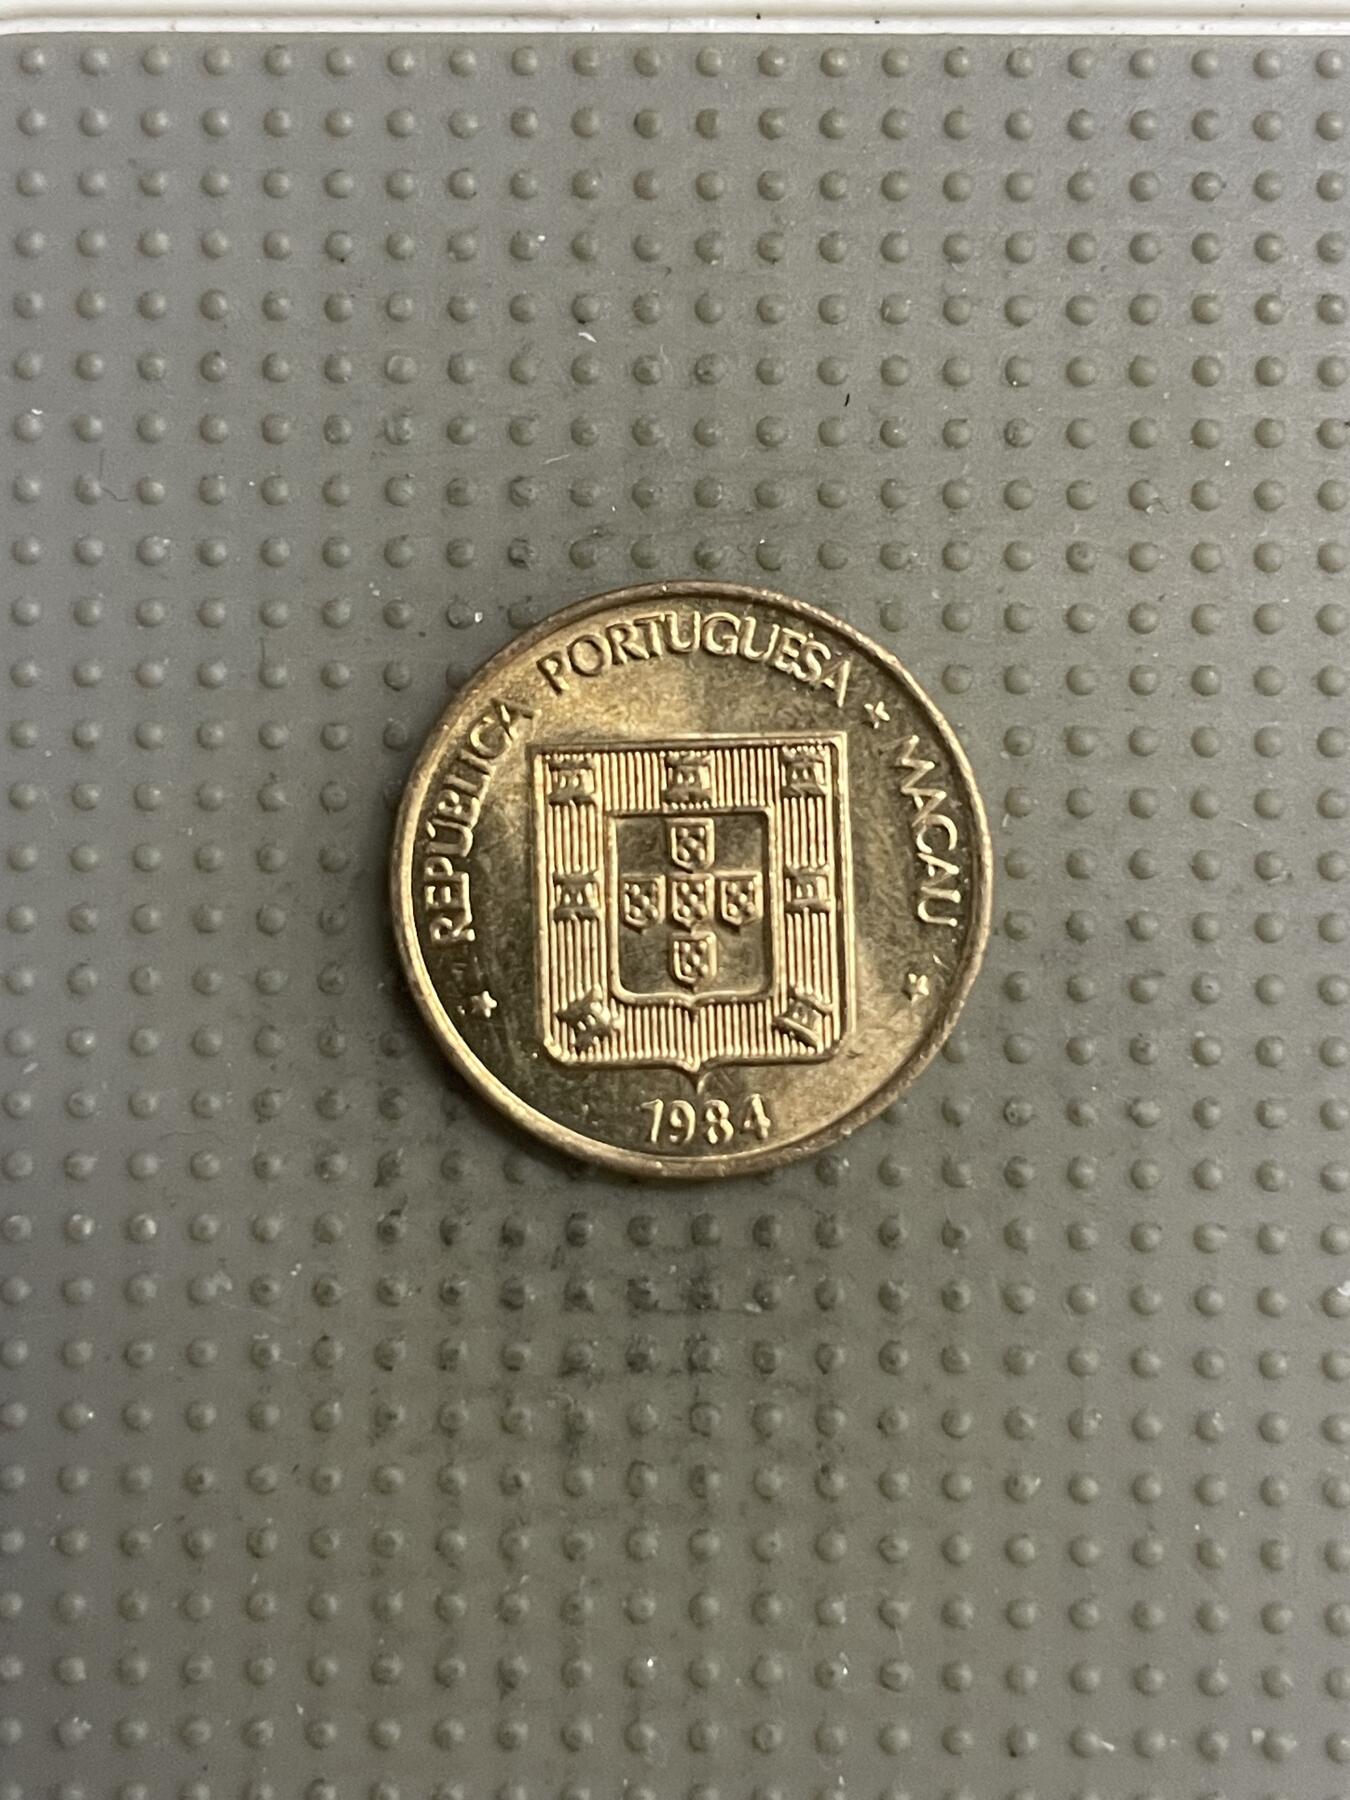 REPÚBLICA PORTUGUESA ★ MACAU ★
1984